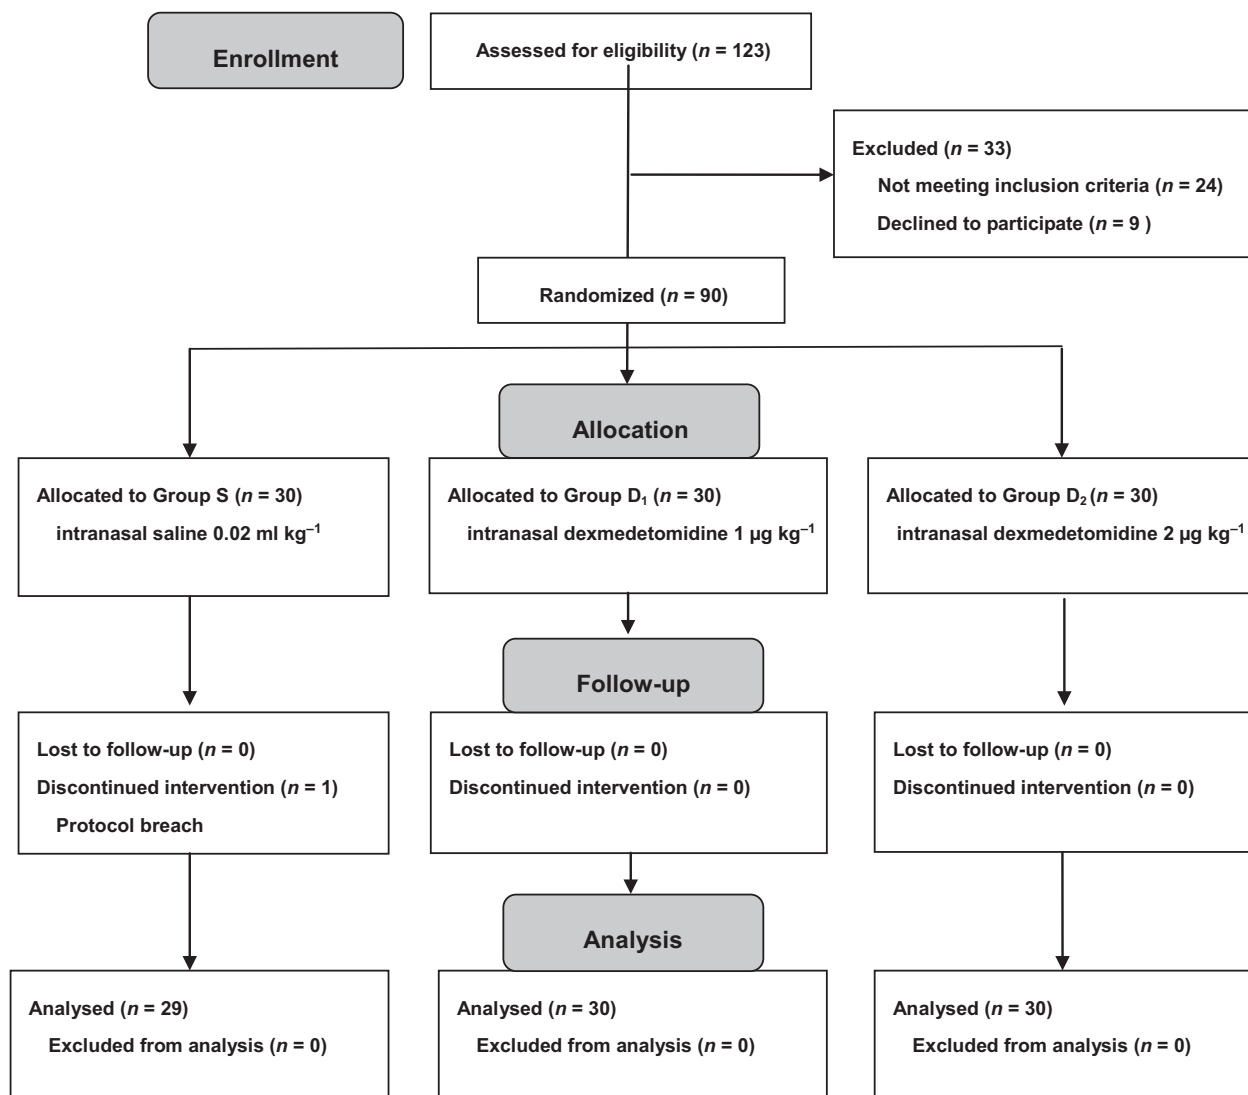 Enrollment
Assessed for eligibility (n = 123)
Excluded (n = 33)
Not meeting inclusion criteria (n = 24)
Declined to participate (n = 9 )
Randomized (n = 90)
Allocation
Allocated to Group S (n = 30)
intranasal saline 0.02 ml kg⁻¹
Allocated to Group D₁ (n = 30)
intranasal dexmedetomidine 1 µg kg⁻¹
Allocated to Group D₂ (n = 30)
intranasal dexmedetomidine 2 µg kg⁻¹
Follow-up
Lost to follow-up (n = 0)
Discontinued intervention (n = 1)
Protocol breach
Lost to follow-up (n = 0)
Discontinued intervention (n = 0)
Lost to follow-up (n = 0)
Discontinued intervention (n = 0)
Analysis
Analysed (n = 29)
Excluded from analysis (n = 0)
Analysed (n = 30)
Excluded from analysis (n = 0)
Analysed (n = 30)
Excluded from analysis (n = 0)